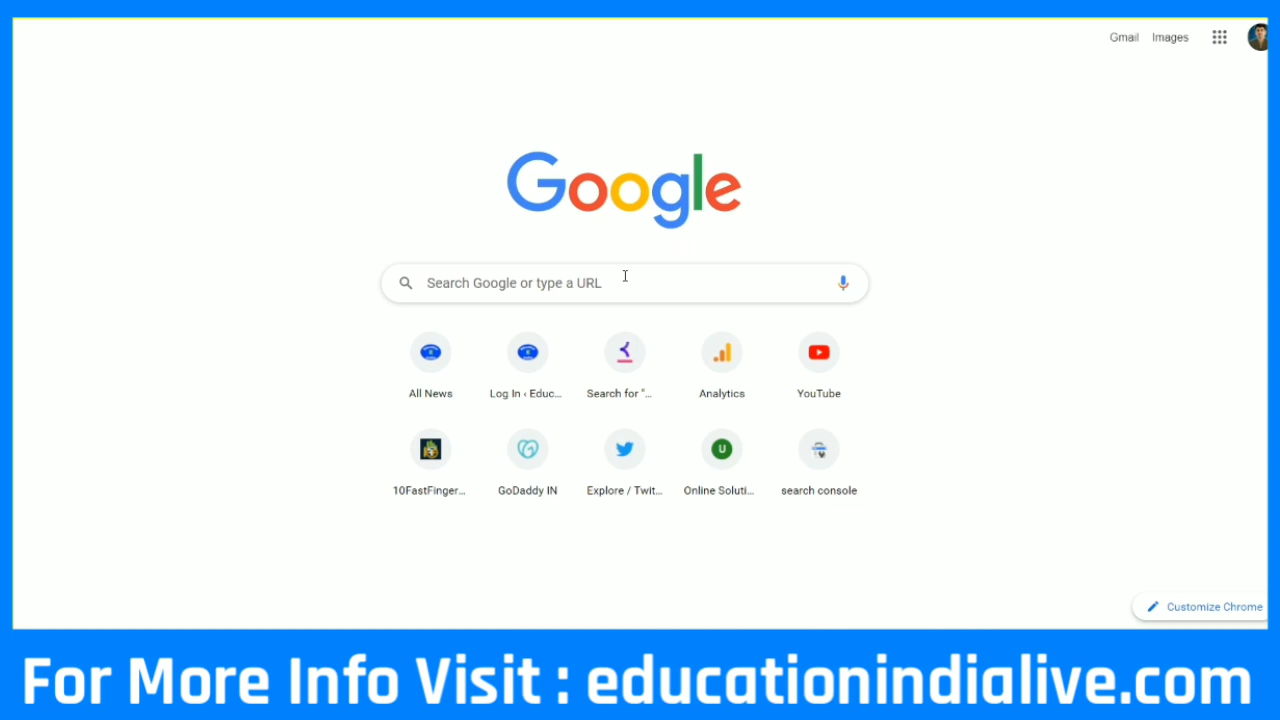 Gmail Images
Google
Search Google or type a URL
All News
Log In ‹ Educ...
Search for "...
Analytics
YouTube
10FastFinger...
GoDaddy IN
Explore / Twit...
U
Online Soluti...
search console
Customize Chrome
For More Info Visit : educationindialive.com